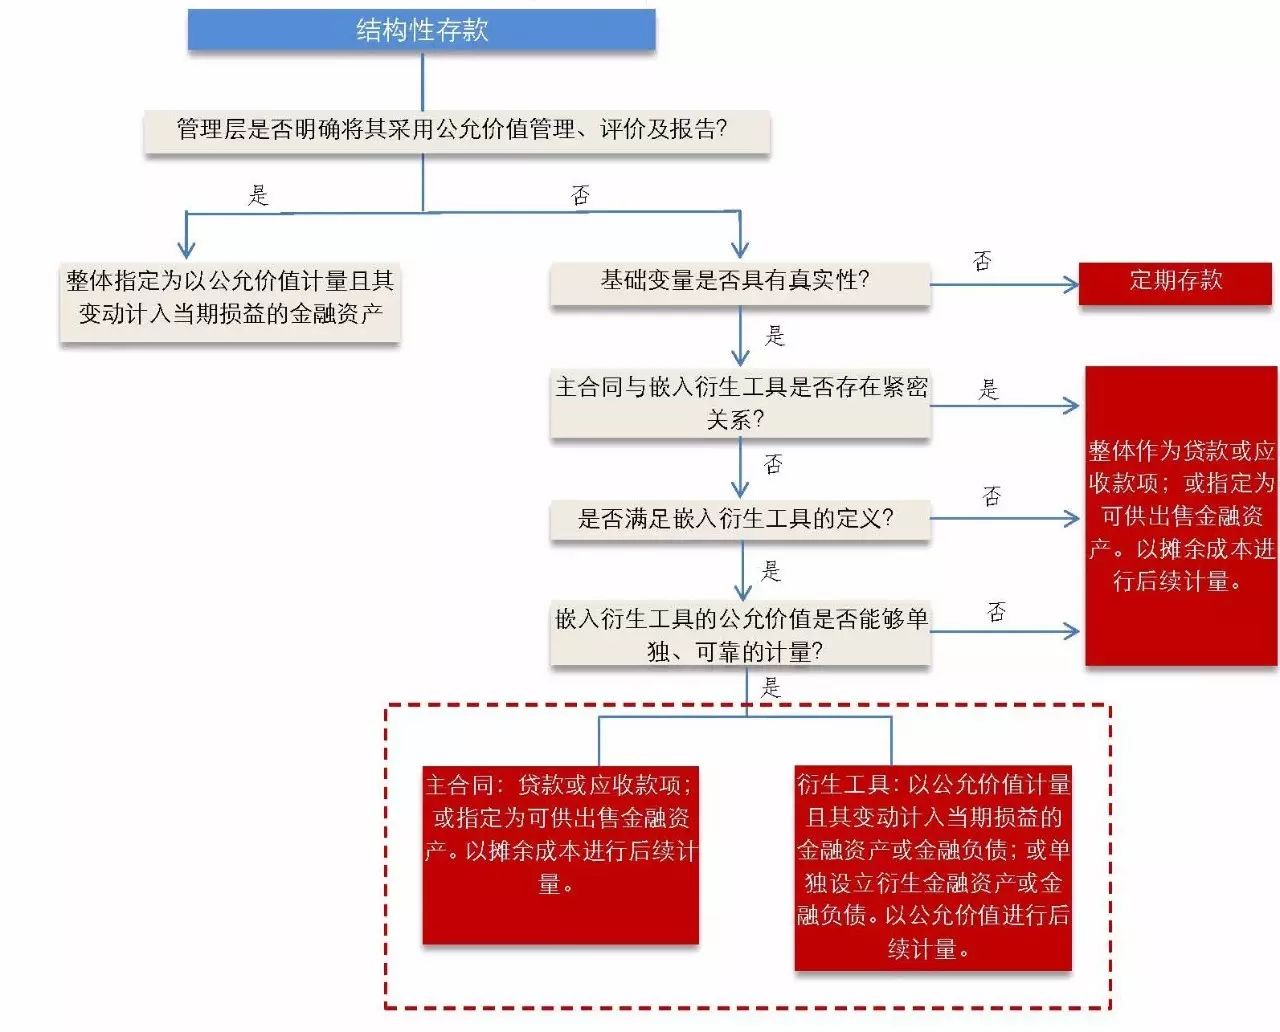 结构性存款
管理层是否明确将其采用公允价值管理、评价及报告?
是
否
整体指定为以公允价值计量且其
变动计入当期损益的金融资产
基础变量是否具有真实性?
否
定期存款
是
主合同与嵌入衍生工具是否存在紧密
关系?
是
否
是否满足嵌入衍生工具的定义?
否
整体作为贷款或应
收款项；或指定为
可供出售金融资
产。以摊余成本进
行后续计量。
是
嵌入衍生工具的公允价值是否能够单
独、可靠的计量?
否
是
主合同：贷款或应收款项；
或指定为可供出售金融资
产。以摊余成本进行后续计
量。
衍生工具：以公允价值计量
且其变动计入当期损益的
金融资产或金融负债；或单
独设立衍生金融资产或金
融负债。以公允价值进行后
续计量。